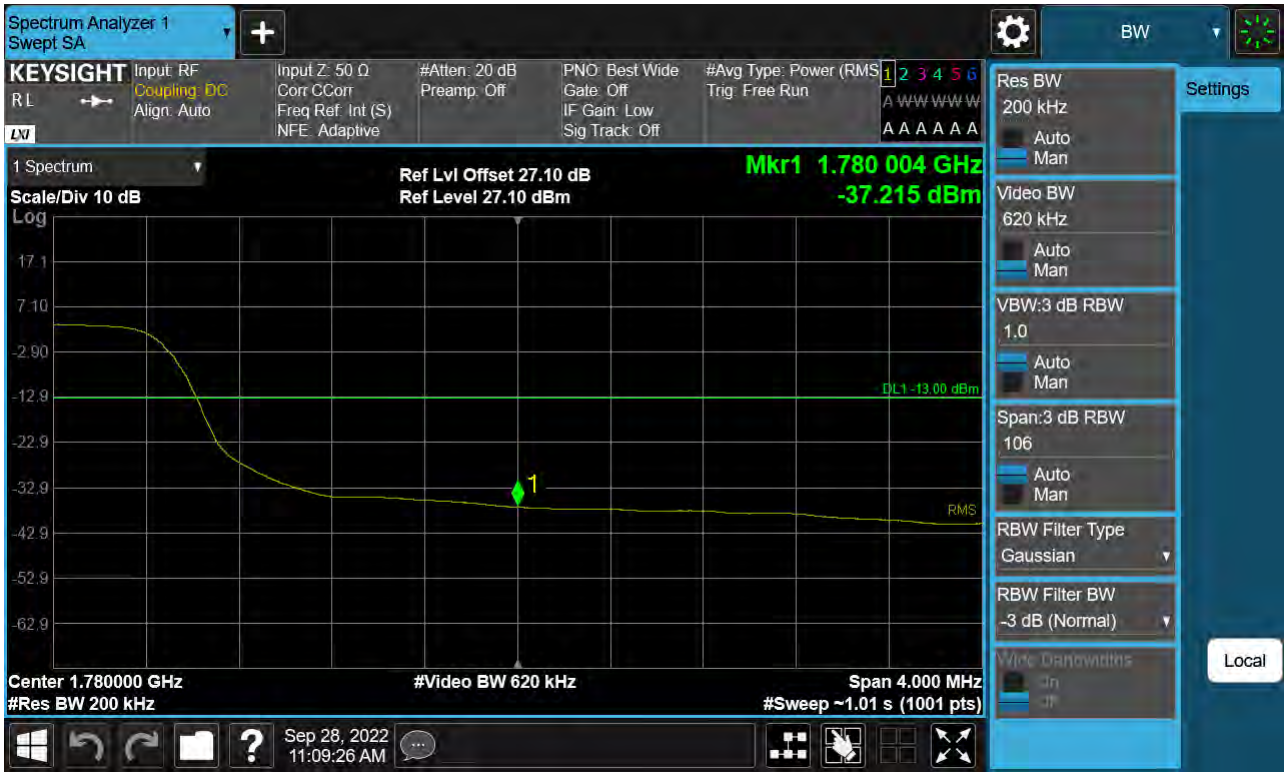 Spectrum Analyzer 1
Swept SA
+
BW
KEYSIGHT
RL
LXI
Input: RF
Coupling: DC
Align: Auto
Input Z: 50 Ω
Corr CCorr
Freq Ref: Int (S)
NFE: Adaptive
#Atten: 20 dB
Preamp: Off
PNO: Best Wide
Gate: Off
IF Gain: Low
Sig Track: Off
#Avg Type: Power (RMS
Trig: Free Run
1 2 3 4 5 6
A W W W W W
A A A A A A
1 Spectrum
Scale/Div 10 dB
Log
Ref Lvl Offset 27.10 dB
Ref Level 27.10 dBm
Mkr1 1.780 004 GHz
-37.215 dBm
17.1
7.10
-2.90
-12.9
-22.9
-32.9
-42.9
-52.9
-62.9
DL1 -13.00 dBm
1
RMS
Center 1.780000 GHz
#Res BW 200 kHz
#Video BW 620 kHz
Span 4.000 MHz
#Sweep ~1.01 s (1001 pts)
Res BW
200 kHz
Auto
Man
Video BW
620 kHz
Auto
Man
VBW:3 dB RBW
1.0
Auto
Man
Span:3 dB RBW
106
Auto
Man
RBW Filter Type
Gaussian
RBW Filter BW
-3 dB (Normal)
Settings
Local
?
Sep 28, 2022
11:09:26 AM